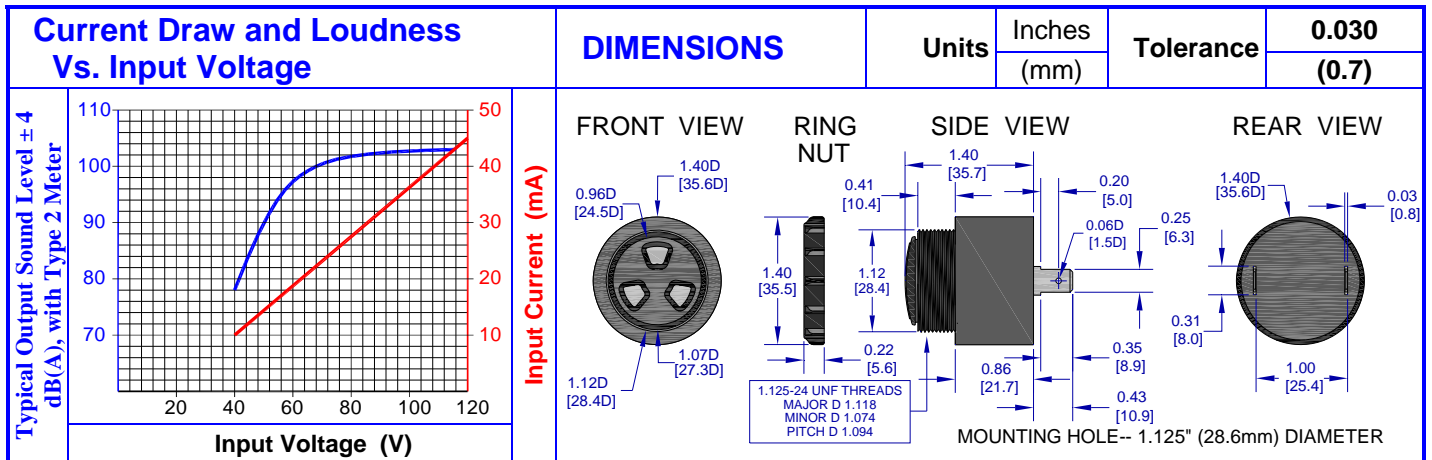 Current Draw and Loudness
Vs. Input Voltage
DIMENSIONS
Units
Inches
(mm)
Tolerance
0.030
(0.7)
Typical Output Sound Level ± 4
dB(A), with Type 2 Meter
110
100
90
80
70
50
40
30
20
10
Input Current (mA)
20
40
60
80
100
120
Input Voltage (V)
FRONT VIEW
RING
NUT
SIDE VIEW
REAR VIEW
1.40D
[35.6D]
0.96D
[24.5D]
1.12D
[28.4D]
1.07D
[27.3D]
1.40
[35.5]
0.22
[5.6]
1.40
[35.7]
0.41
[10.4]
1.12
[28.4]
0.20
[5.0]
0.06D
[1.5D]
0.25
[6.3]
0.86
[21.7]
0.35
[8.9]
0.43
[10.9]
1.125-24 UNF THREADS
MAJOR D 1.118
MINOR D 1.074
PITCH D 1.094
1.40D
[35.6D]
0.03
[0.8]
0.31
[8.0]
1.00
[25.4]
MOUNTING HOLE-- 1.125" (28.6mm) DIAMETER